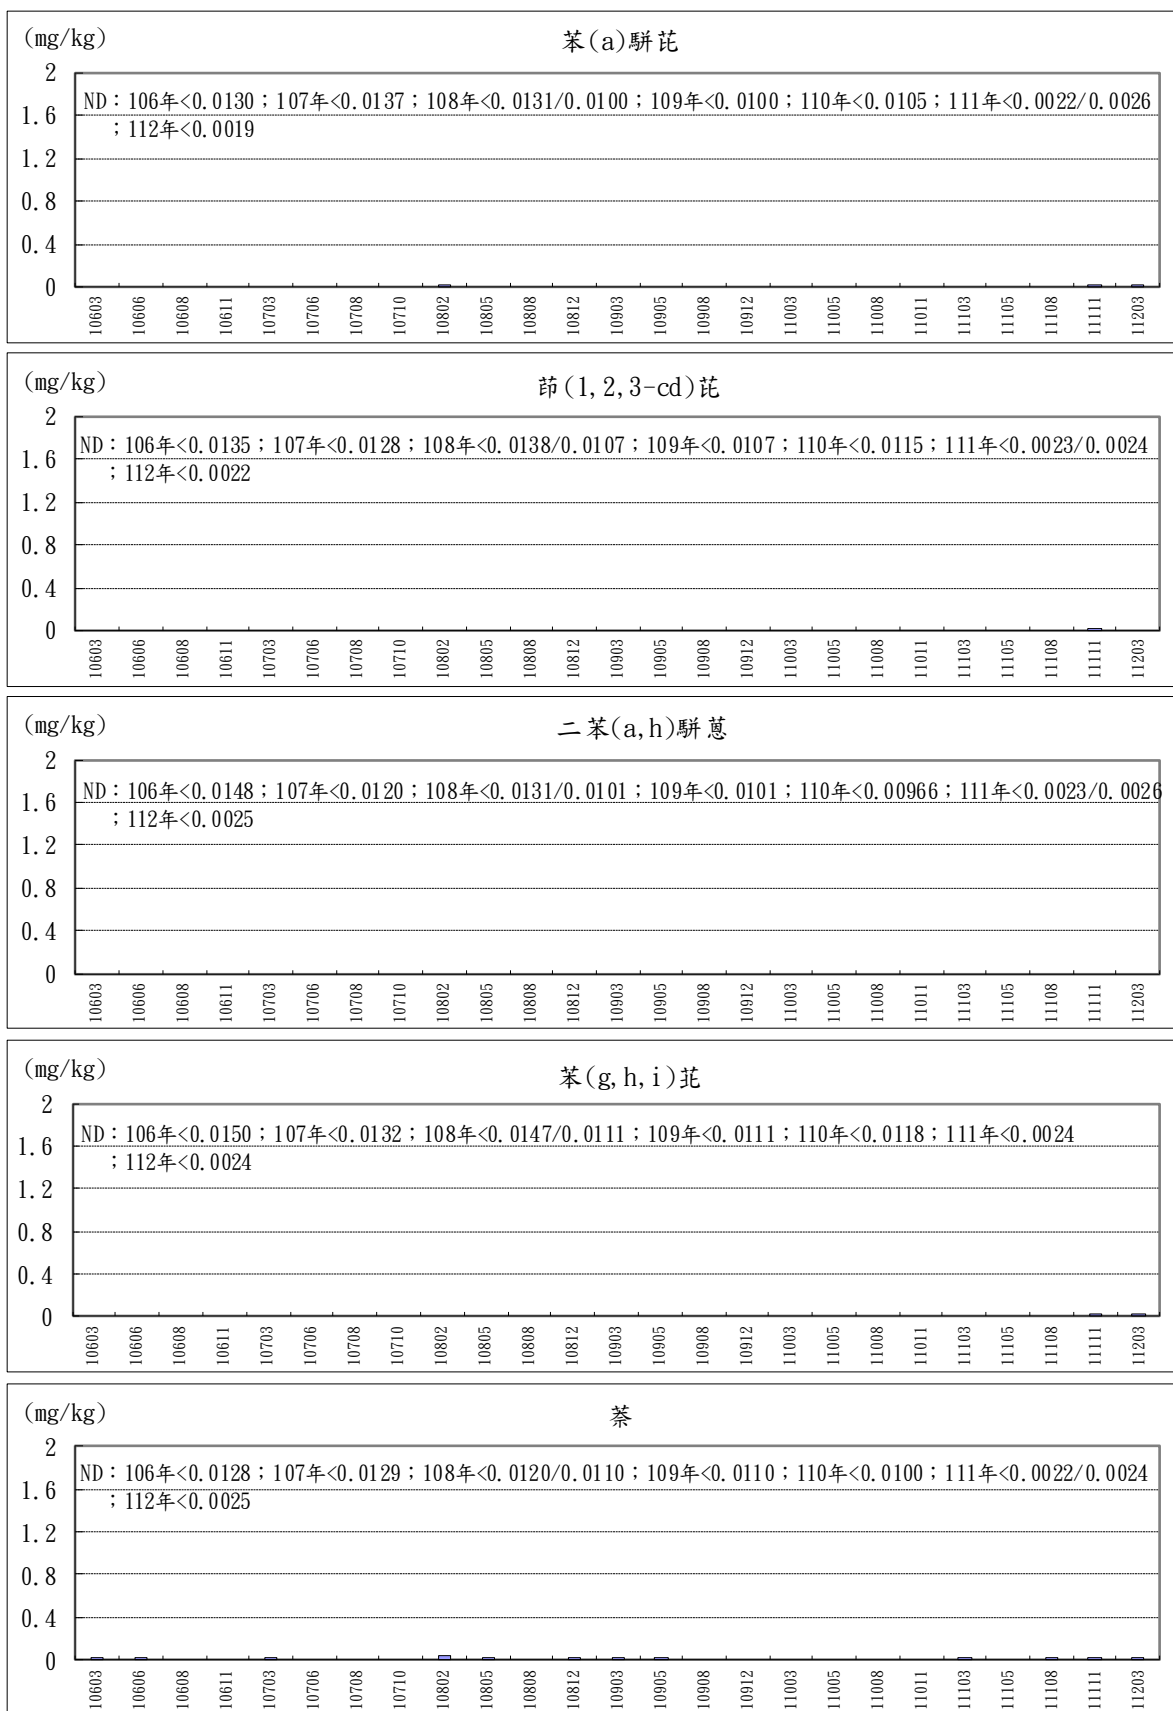 (mg/kg)
苯(a)駢芘
2
ND：106年<0.0130；107年<0.0137；108年<0.0131/0.0100；109年<0.0100；110年<0.0105；111年<0.0022/0.0026
1.6
；112年<0.0019
1.2
0.8
0.4
0
10603 10606 10608 10611 10703 10706 10708 10710 10802 10805 10808 10812 10903 10905 10908 10912 11003 11005 11008 11011 11103 11105 11108 11111 11203
(mg/kg)
茚(1,2,3-cd)芘
2
ND：106年<0.0135；107年<0.0128；108年<0.0138/0.0107；109年<0.0107；110年<0.0115；111年<0.0023/0.0024
1.6
；112年<0.0022
1.2
0.8
0.4
0
10603 10606 10608 10611 10703 10706 10708 10710 10802 10805 10808 10812 10903 10905 10908 10912 11003 11005 11008 11011 11103 11105 11108 11111 11203
(mg/kg)
二苯(a,h)駢蒽
2
ND：106年<0.0148；107年<0.0120；108年<0.0131/0.0101；109年<0.0101；110年<0.00966；111年<0.0023/0.0026
1.6
；112年<0.0025
1.2
0.8
0.4
0
10603 10606 10608 10611 10703 10706 10708 10710 10802 10805 10808 10812 10903 10905 10908 10912 11003 11005 11008 11011 11103 11105 11108 11111 11203
(mg/kg)
苯(g,h,i)芷
2
ND：106年<0.0150；107年<0.0132；108年<0.0147/0.0111；109年<0.0111；110年<0.0118；111年<0.0024
1.6
；112年<0.0024
1.2
0.8
0.4
0
10603 10606 10608 10611 10703 10706 10708 10710 10802 10805 10808 10812 10903 10905 10908 10912 11003 11005 11008 11011 11103 11105 11108 11111 11203
(mg/kg)
萘
2
ND：106年<0.0128；107年<0.0129；108年<0.0120/0.0110；109年<0.0110；110年<0.0100；111年<0.0022/0.0024
1.6
；112年<0.0025
1.2
0.8
0.4
0
10603 10606 10608 10611 10703 10706 10708 10710 10802 10805 10808 10812 10903 10905 10908 10912 11003 11005 11008 11011 11103 11105 11108 11111 11203